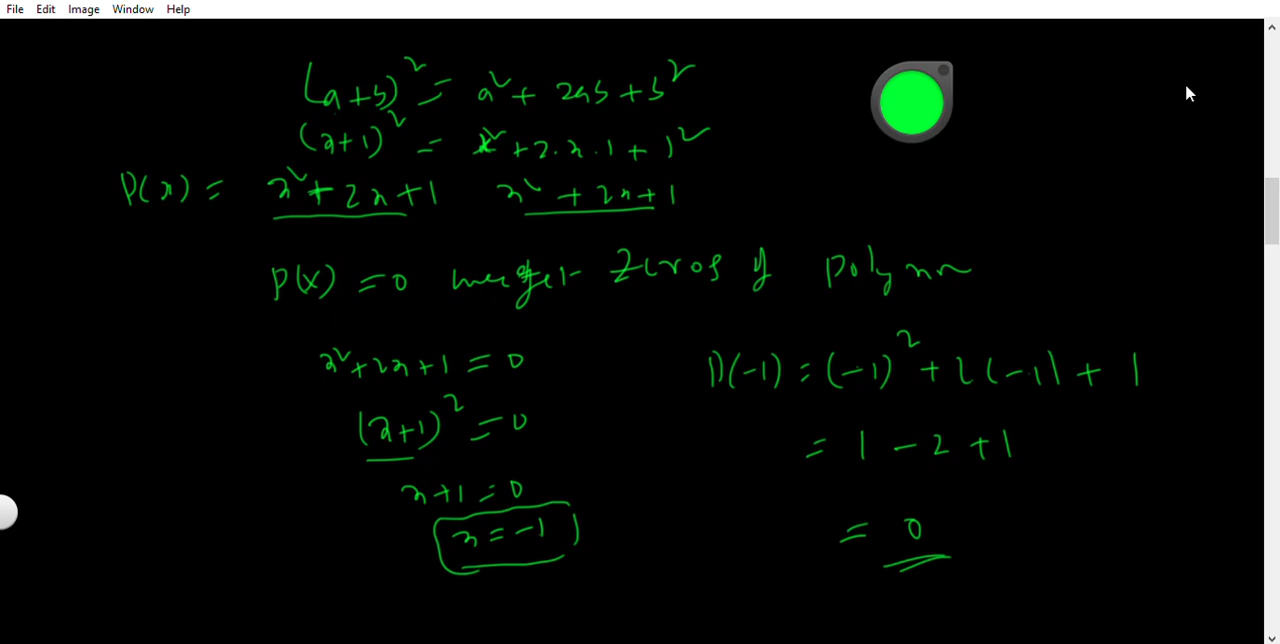 File Edit Image Window Help
(a+b)² = a² + 2ab + b²
(x+1)² = x² + 2.x.1 + 1²
P(x) = x² + 2x + 1 x² + 2x + 1
P(x) = 0 Zeros of polynm
x² + 2x + 1 = 0 P(-1) = (-1)² + 2(-1) + 1
(x+1)² = 0 = 1 - 2 + 1
x+1 = 0
x = -1 = 0